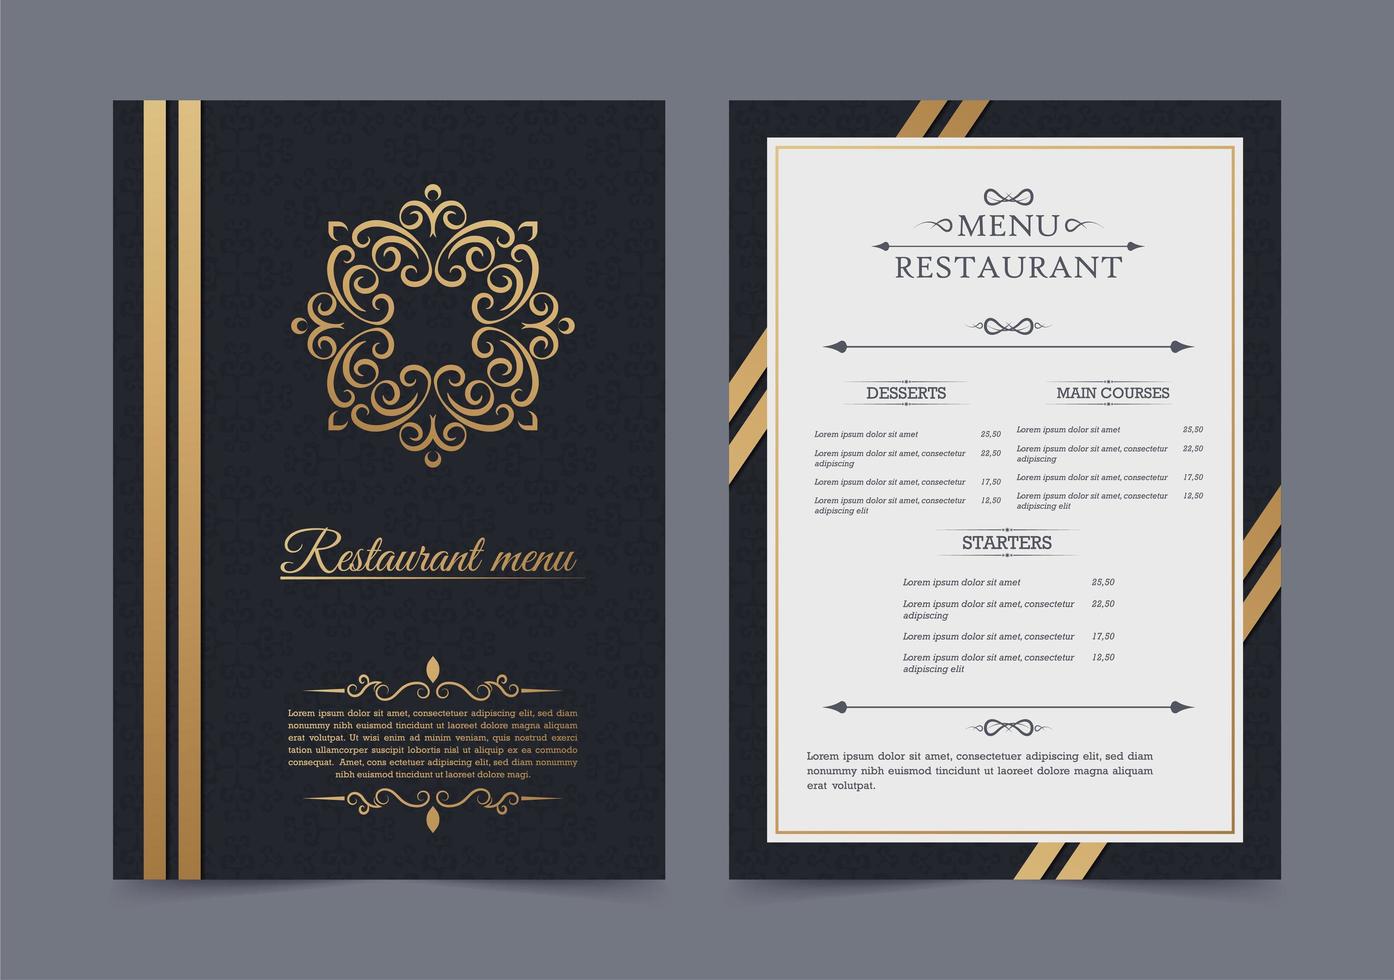 Restaurant menu
Lorem ipsum dolor sit amet, consectetuer adipiscing elit, sed diam
nonummy nibh euismod tincidunt ut laoreet dolore magna aliquam
erat volutpat. Ut wisi enim ad minim veniam, quis nostrud exerci
tation ullamcorper suscipit lobortis nisl ut aliquip ex ea commodo
consequat. Amet, cons ectetuer adipiscing elit, sed diam nonummy
nibh euismod tincidunt ut laoreet dolore magi.
MENU
RESTAURANT
DESSERTS
Lorem ipsum dolor sit amet 25,50
Lorem ipsum dolor sit amet, consectetur 22,50
adipiscing
Lorem ipsum dolor sit amet, consectetur 17,50
Lorem ipsum dolor sit amet, consectetur 12,50
adipiscing elit
MAIN COURSES
Lorem ipsum dolor sit amet 25,50
Lorem ipsum dolor sit amet, consectetur 22,50
adipiscing
Lorem ipsum dolor sit amet, consectetur 17,50
Lorem ipsum dolor sit amet, consectetur 12,50
adipiscing elit
STARTERS
Lorem ipsum dolor sit amet 25,50
Lorem ipsum dolor sit amet, consectetur 22,50
adipiscing
Lorem ipsum dolor sit amet, consectetur 17,50
Lorem ipsum dolor sit amet, consectetur 12,50
adipiscing elit
Lorem ipsum dolor sit amet, consectetuer adipiscing elit, sed diam
nonummy nibh euismod tincidunt ut laoreet dolore magna aliquam
erat volutpat.